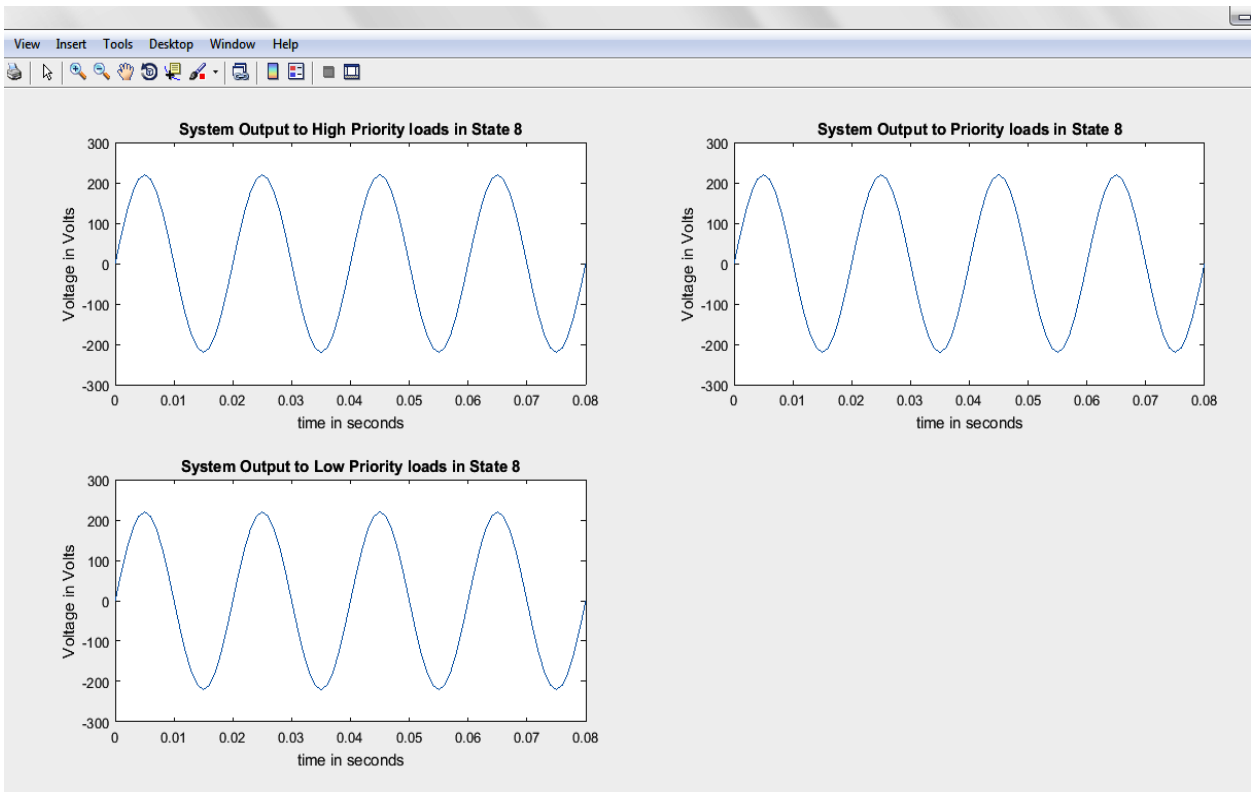 View Insert Tools Desktop Window Help
System Output to High Priority loads in State 8
300
200
100
0
-100
-200
-300
Voltage in Volts
0 0.01 0.02 0.03 0.04 0.05 0.06 0.07 0.08
time in seconds
System Output to Priority loads in State 8
300
200
100
0
-100
-200
-300
Voltage in Volts
0 0.01 0.02 0.03 0.04 0.05 0.06 0.07 0.08
time in seconds
System Output to Low Priority loads in State 8
300
200
100
0
-100
-200
-300
Voltage in Volts
0 0.01 0.02 0.03 0.04 0.05 0.06 0.07 0.08
time in seconds